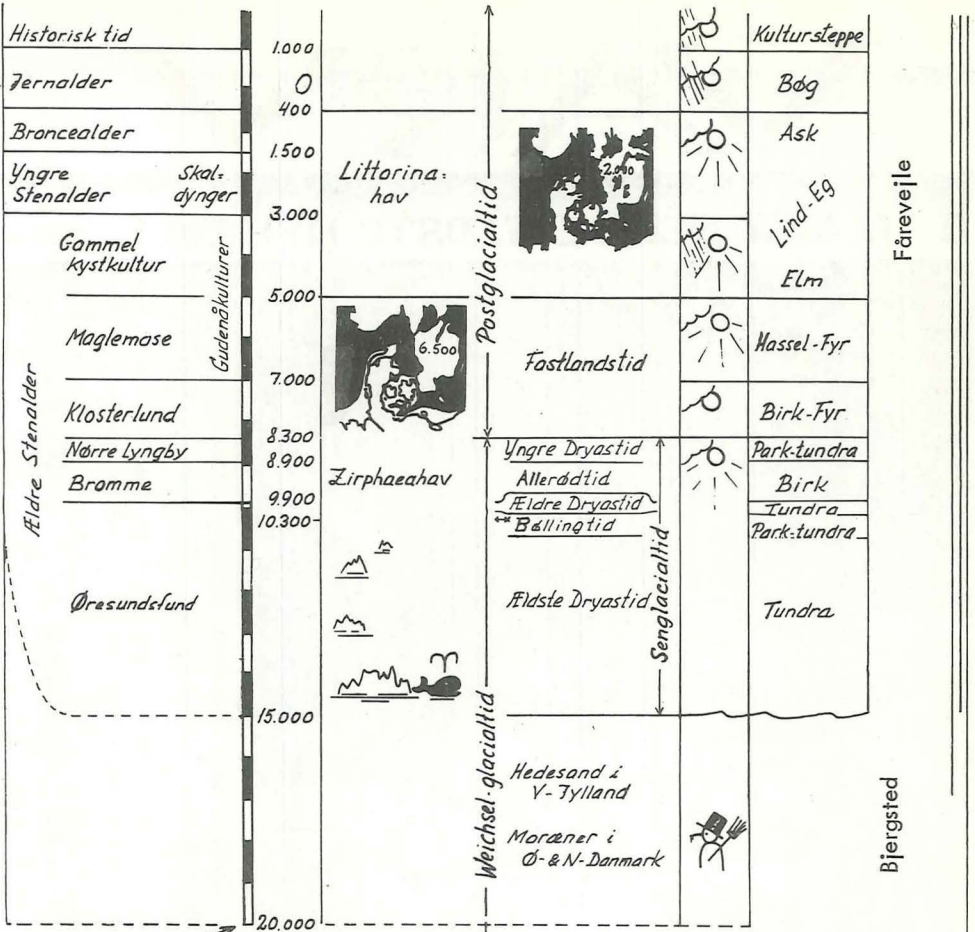 Historisk tid
Jernalder
Broncealder
Yngre
Stenalder
Skal-
dynger
Gammel
kystkultur
Maglemose
Klosterlund
Nørre Lyngby
Bromme
Øresundsfund
Ældre Stenalder
Gudenåkulturer
1.000
0
400
1.500
3.000
5.000
7.000
8.300
8.900
9.900
10.300
15.000
20.000
Littorina-
hav
6.500
Zirphaeahav
Postglacialtid
Weichsel-glacialtid
2.000
Fastlandstid
Yngre Dryastid
Allerødtid
Ældre Dryastid
Bøllingtid
Ældste Dryastid
Senglacialtid
Hedesand i
V-Jylland
Moræner i
Ø- & N-Danmark
Kultursteppe
Bøg
Ask
Lind-Eg
Elm
Hassel-Fyr
Birk-Fyr
Park-tundra
Birk
Tundra
Park-tundra
Tundra
Fårevejle
Bjergsted